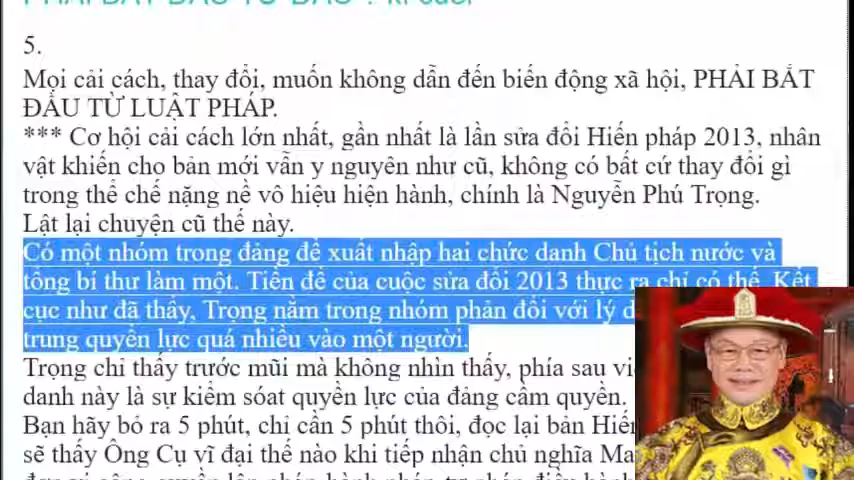 5.
Mọi cải cách, thay đổi, muốn không dẫn đến biến động xã hội, PHẢI BẮT
ĐẦU TỪ LUẬT PHÁP.
*** Cơ hội cải cách lớn nhất, gần nhất là lần sửa đổi Hiến pháp 2013, nhân
vật khiến cho bản mới vẫn y nguyên như cũ, không có bất cứ thay đổi gì
trong thể chế nặng nề vô hiệu hiện hành, chính là Nguyễn Phú Trọng.
Lật lại chuyện cũ thế này.
Có một nhóm trong đảng đề xuất nhập hai chức danh Chủ tịch nước và
tổng bí thư làm một. Tiền đề của cuộc sửa đổi 2013 thực ra chỉ có thế. Kết
cục như đã thấy, Trọng nằm trong nhóm phản đối với lý
trung quyền lực quá nhiều vào một người.
Trọng chỉ thấy trước mũi mà không nhìn thấy, phía sau
danh này là sự kiểm sóat quyền lực của đảng cầm quyền.
Bạn hãy bỏ ra 5 phút, chỉ cần 5 phút thôi, đọc lại bản
sẽ thấy Ông Cụ vĩ đại thế nào khi tiếp nhận chủ nghĩa